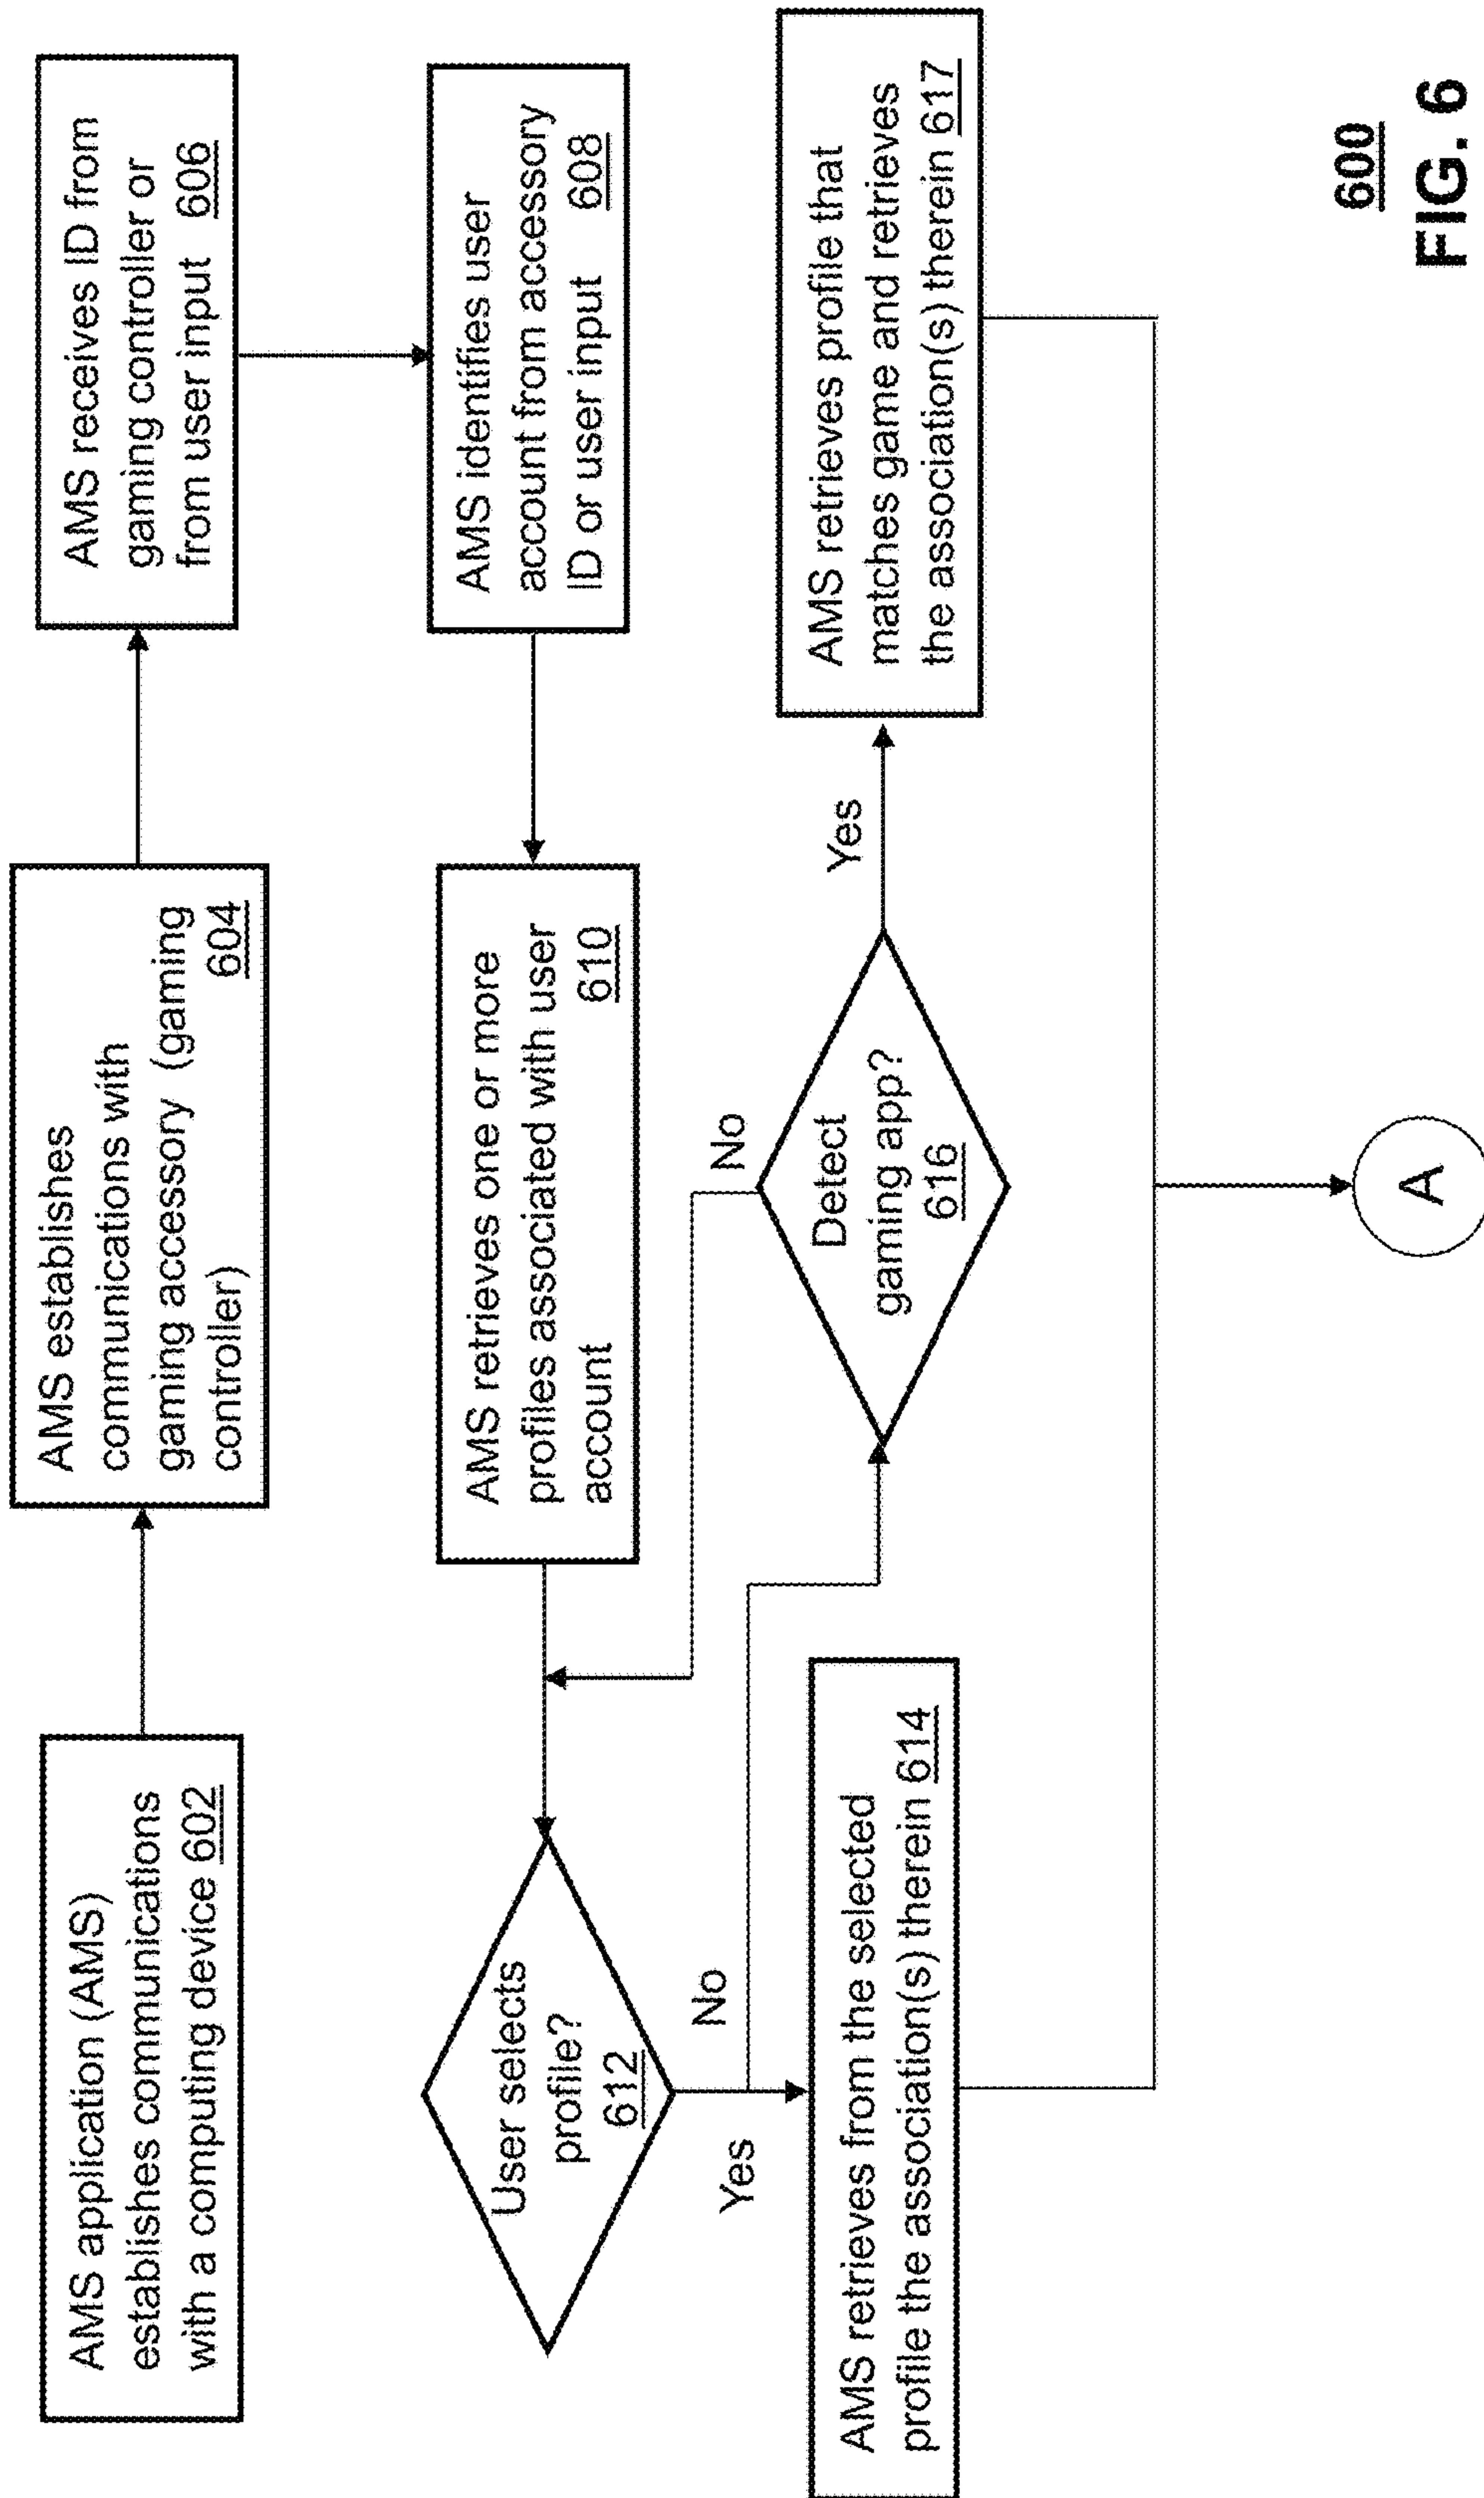 AMS application (AMS)
establishes communications
with a computing device 602
AMS establishes
communications with
gaming accessory (gaming
controller) 604
AMS receives ID from
gaming controller or
from user input 606
AMS identifies user
account from accessory
ID or user input 608
AMS retrieves one or more
profiles associated with user
account 610
User selects
profile?
612
No
Yes
AMS retrieves from the selected
profile the association(s) therein 614
Detect
gaming app?
616
No
Yes
AMS retrieves profile that
matches game and retrieves
the association(s) therein 617
A
600
FIG. 6